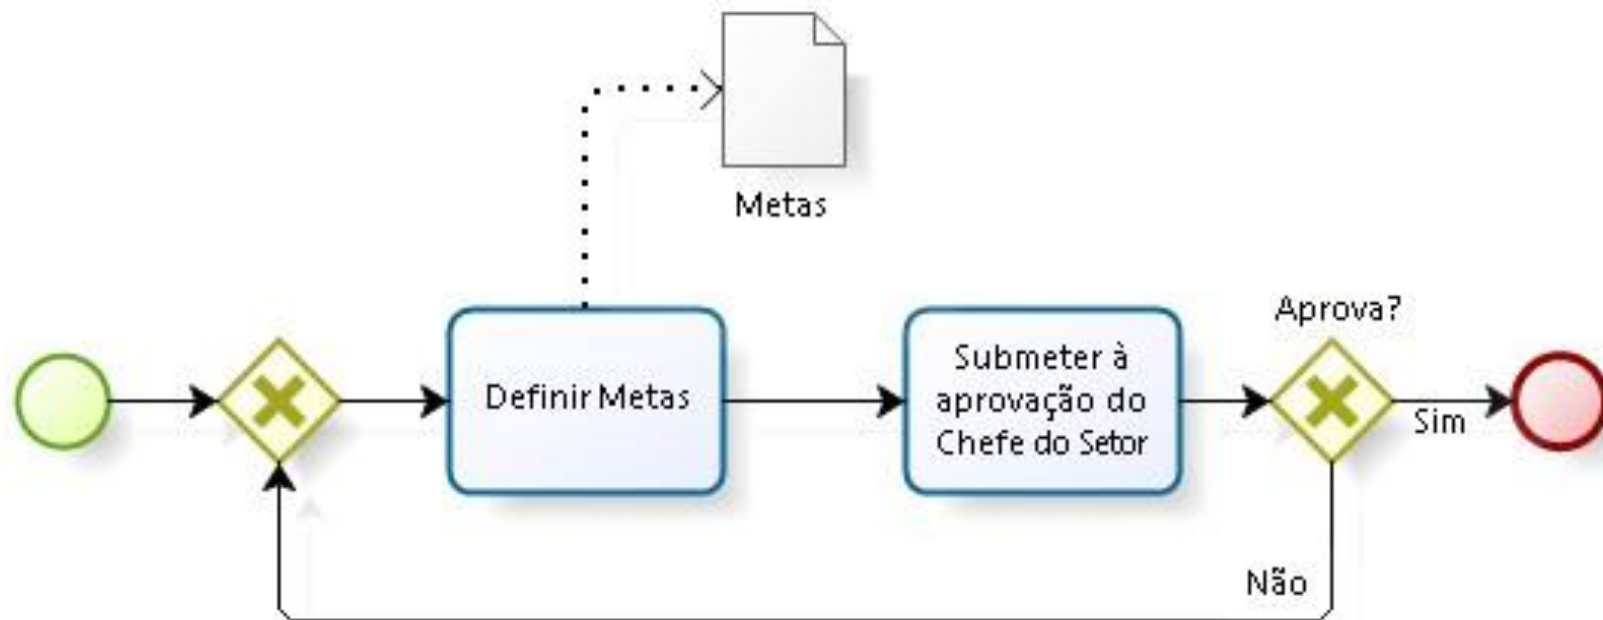 Metas
Definir Metas
Submeter à
aprovação do
Chefe do Setor
Aprova?
Sim
Não